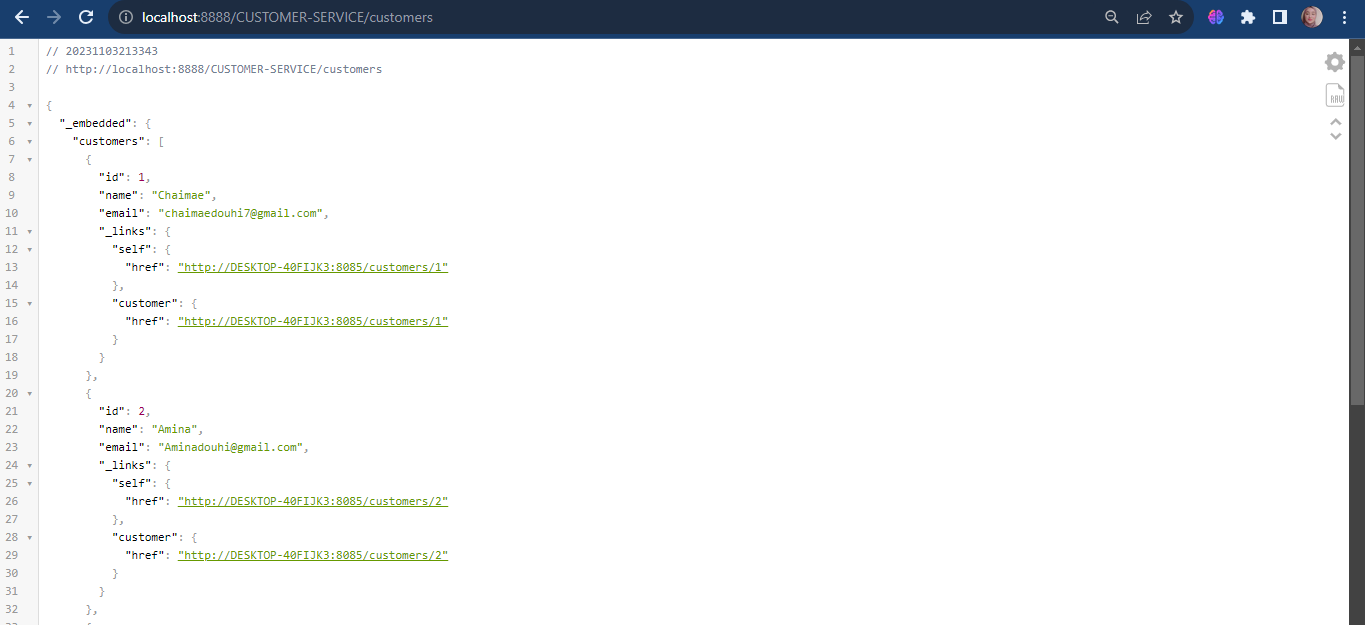 localhost:8888/CUSTOMER-SERVICE/customers
1 // 20231103213343
2 // http://localhost:8888/CUSTOMER-SERVICE/customers
3
4 {
5 "_embedded": {
6 "customers": [
7 {
8 "id": 1,
9 "name": "Chaimae",
10 "email": "chaimaedouhi7@gmail.com",
11 "_links": {
12 "self": {
13 "href": "http://DESKTOP-40FIJK3:8085/customers/1"
14 },
15 "customer": {
16 "href": "http://DESKTOP-40FIJK3:8085/customers/1"
17 }
18 }
19 },
20 {
21 "id": 2,
22 "name": "Amina",
23 "email": "Aminadouhi@gmail.com",
24 "_links": {
25 "self": {
26 "href": "http://DESKTOP-40FIJK3:8085/customers/2"
27 },
28 "customer": {
29 "href": "http://DESKTOP-40FIJK3:8085/customers/2"
30 }
31 }
32 },
RAW